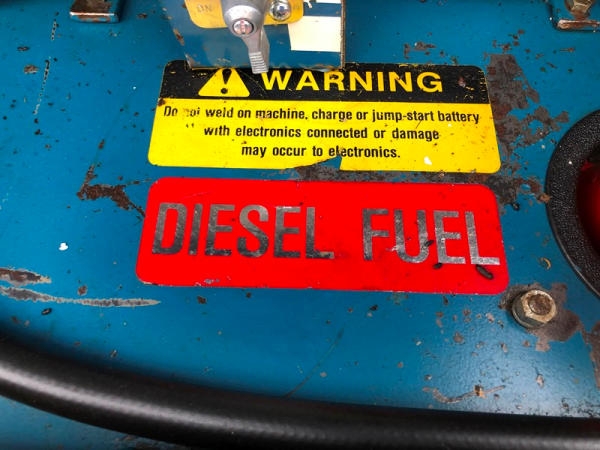 WARNING
Do not weld on machine, charge or jump-start battery
with electronics connected or damage
may occur to electronics.
DIESEL FUEL